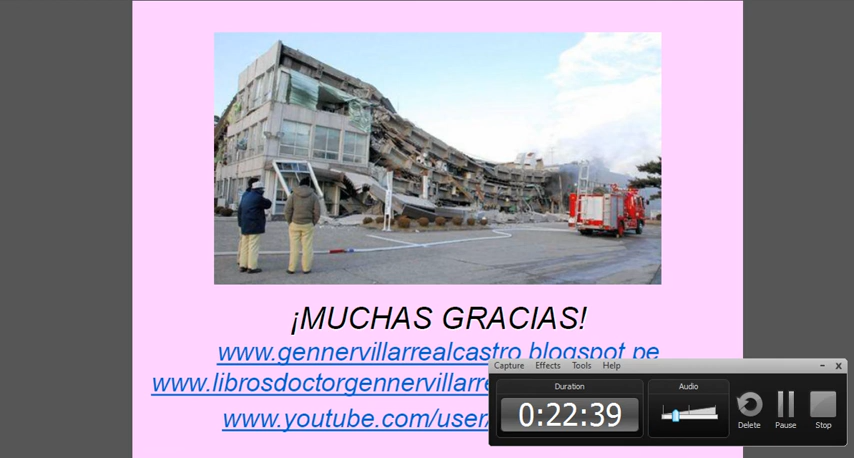 ¡MUCHAS GRACIAS!
www.gennervillarrealcastro.blogspot.pe
www.librosdoctorgennervillarre
www.youtube.com/user/
Capture Effects Tools Help
Duration
Audio
0:22:39
Delete Pause Stop